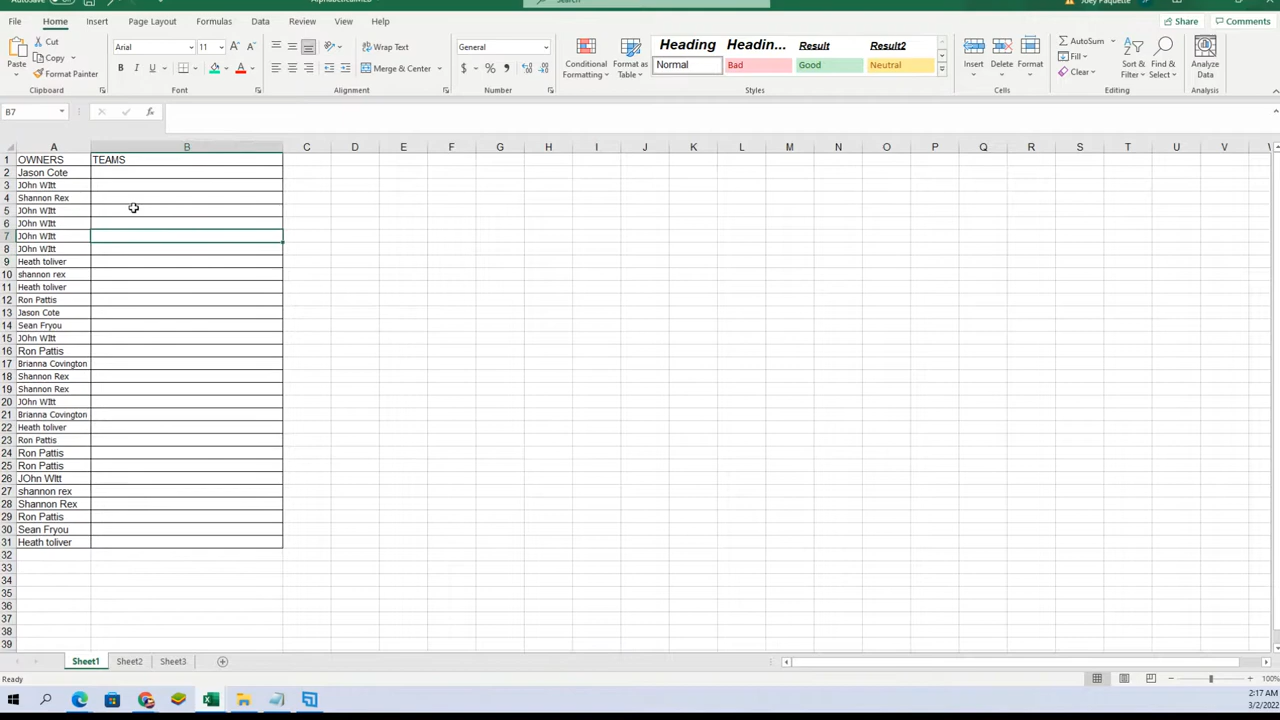 Joey Paquette
File Home Insert Page Layout Formulas Data Review View Help Share Comments
Cut
Copy
Format Painter
Paste
Arial 11
Wrap Text
Merge & Center
General
Conditional Formatting
Format as Table
Heading Headin... Result Result2
Normal Bad Good Neutral
Insert Delete Format
AutoSum
Fill
Clear
Sort & Filter
Find & Select
Analyze Data
Clipboard Font Alignment Number Styles Cells Editing Analysis
B7
A B C D E F G H I J K L M N O P Q R S T U V
1 OWNERS TEAMS
2 Jason Cote
3 JOhn WItt
4 Shannon Rex
5 JOhn WItt
6 JOhn WItt
7 JOhn WItt
8 JOhn WItt
9 Heath toliver
10 shannon rex
11 Heath toliver
12 Ron Pattis
13 Jason Cote
14 Sean Fryou
15 JOhn WItt
16 Ron Pattis
17 Brianna Covington
18 Shannon Rex
19 Shannon Rex
20 JOhn WItt
21 Brianna Covington
22 Heath toliver
23 Ron Pattis
24 Ron Pattis
25 Ron Pattis
26 JOhn WItt
27 shannon rex
28 Shannon Rex
29 Ron Pattis
30 Sean Fryou
31 Heath toliver
32
33
34
35
36
37
38
39
Sheet1 Sheet2 Sheet3
Ready
100%
2:17 AM
3/2/2022